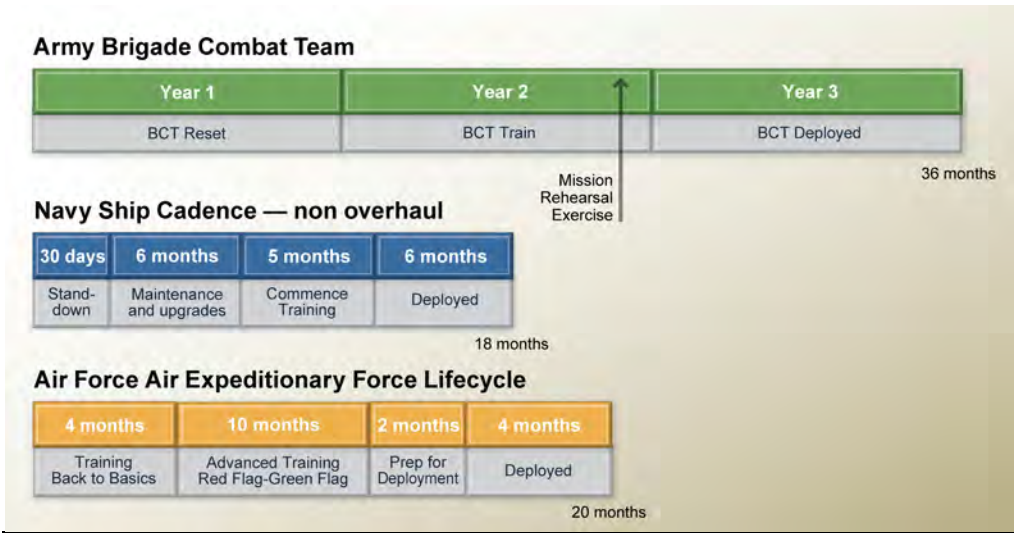 Army Brigade Combat Team
Year 1 Year 2 Year 3
BCT Reset BCT Train BCT Deployed
36 months
Mission
Rehearsal
Exercise
Navy Ship Cadence — non overhaul
30 days 6 months 5 months 6 months
Stand-
down
Maintenance
and upgrades
Commence
Training
Deployed
18 months
Air Force Air Expeditionary Force Lifecycle
4 months 10 months 2 months 4 months
Training
Back to Basics
Advanced Training
Red Flag-Green Flag
Prep for
Deployment
Deployed
20 months